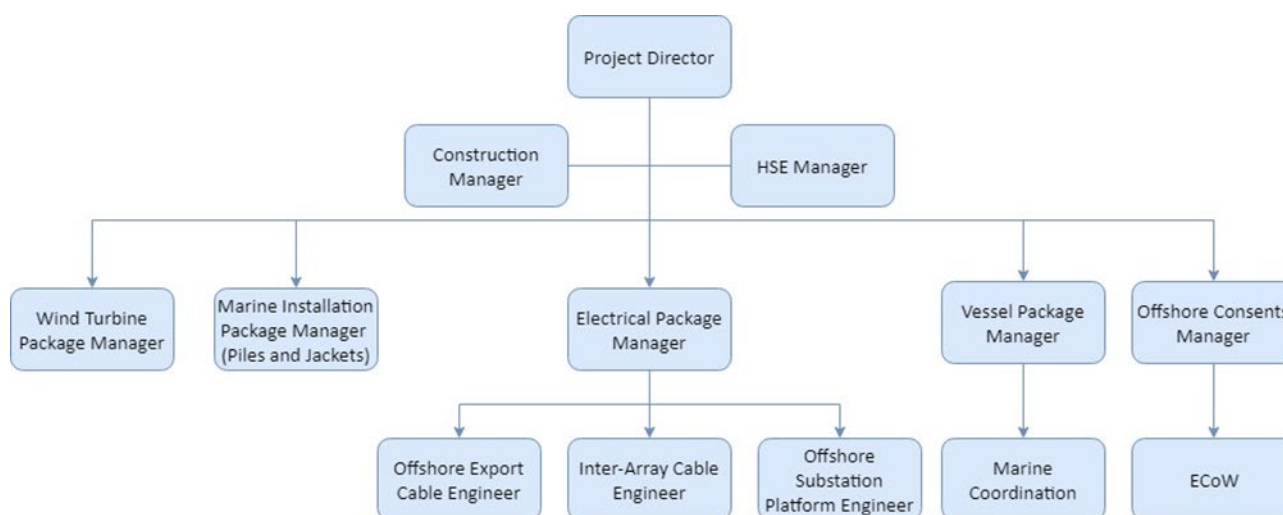 Project Director
Construction
Manager
HSE Manager
Wind Turbine
Package Manager
Marine Installation
Package Manager
(Piles and Jackets)
Electrical Package
Manager
Vessel Package
Manager
Offshore Consents
Manager
Offshore Export
Cable Engineer
Inter-Array Cable
Engineer
Offshore
Substation
Platform Engineer
Marine
Coordination
ECoW